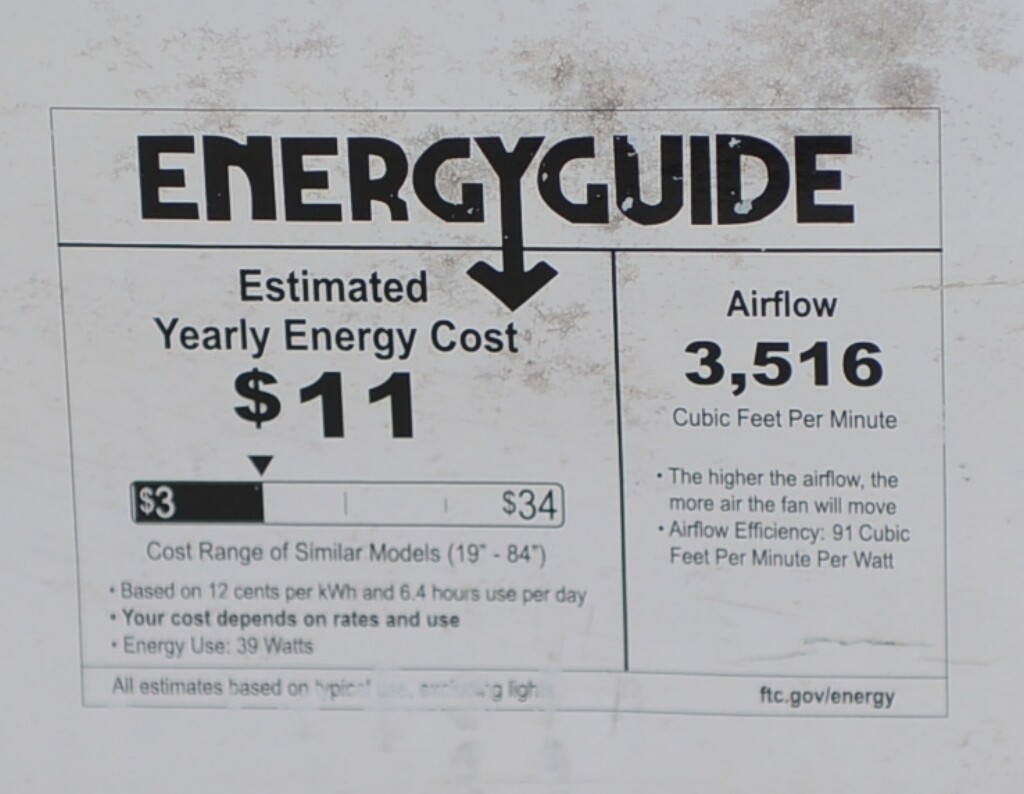 ENERGYGUIDE
Estimated
Yearly Energy Cost
$11
$3 $34
Cost Range of Similar Models (19" - 84")
• Based on 12 cents per kWh and 6.4 hours use per day
• Your cost depends on rates and use
• Energy Use: 39 Watts
Airflow
3,516
Cubic Feet Per Minute
• The higher the airflow, the
more air the fan will move
• Airflow Efficiency: 91 Cubic
Feet Per Minute Per Watt
All estimates based on typical
ftc.gov/energy